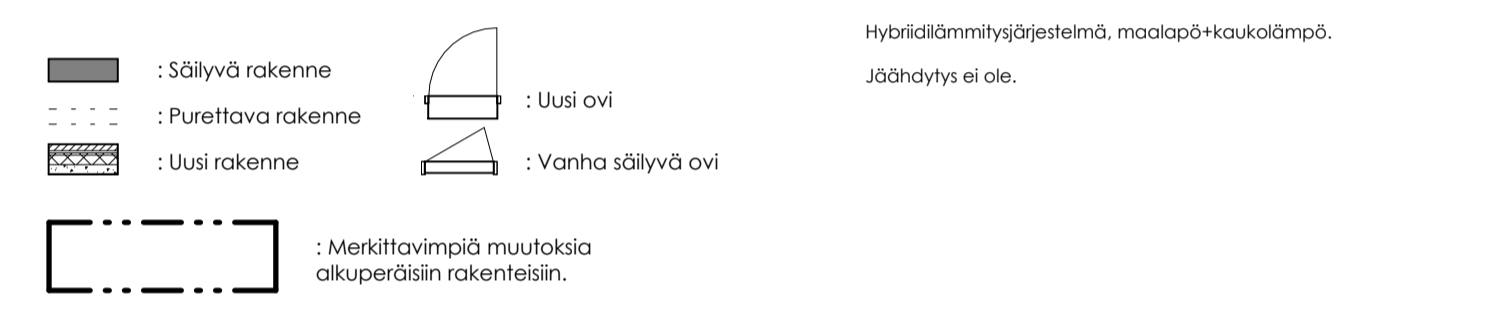 : Säilyvä rakenne
: Purettava rakenne
: Uusi rakenne
: Uusi ovi
: Vanha säilyvä ovi
: Merkittavimpiä muutoksia
alkuperäisiin rakenteisiin.
Hybriidilämmitysjärjestelmä, maalapö+kaukolämpö.
Jäähdytys ei ole.